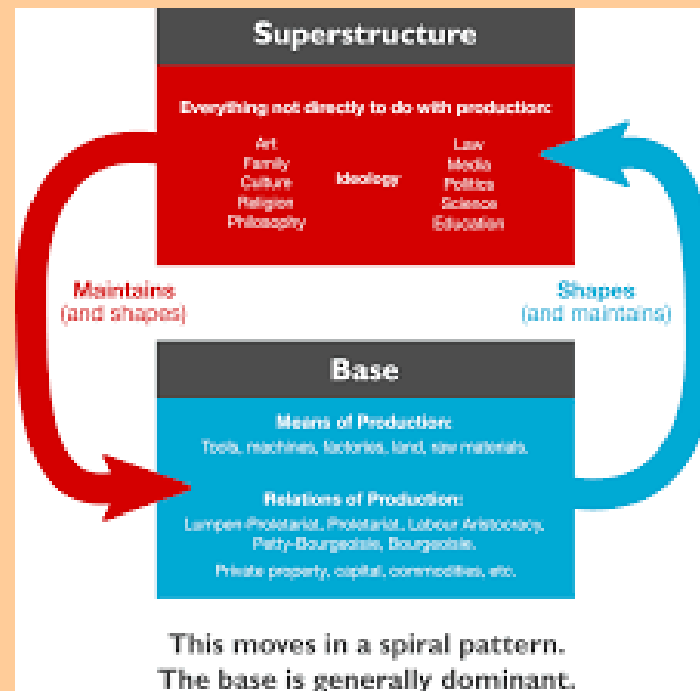 Superstructure
Everything not directly to do with production:
Art
Family
Culture
Religion
Philosophy
Ideology
Law
Media
Politics
Science
Education
Maintains
(and shapes)
Shapes
(and maintains)
Base
Means of Production:
Tools, machines, factories, land, raw materials.
Relations of Production:
Lumpen-Proletariat, Proletariat, Labour Aristocracy,
Petty-Bourgeoisie, Bourgeoisie.
Private property, capital, commodities, etc.
This moves in a spiral pattern.
The base is generally dominant.